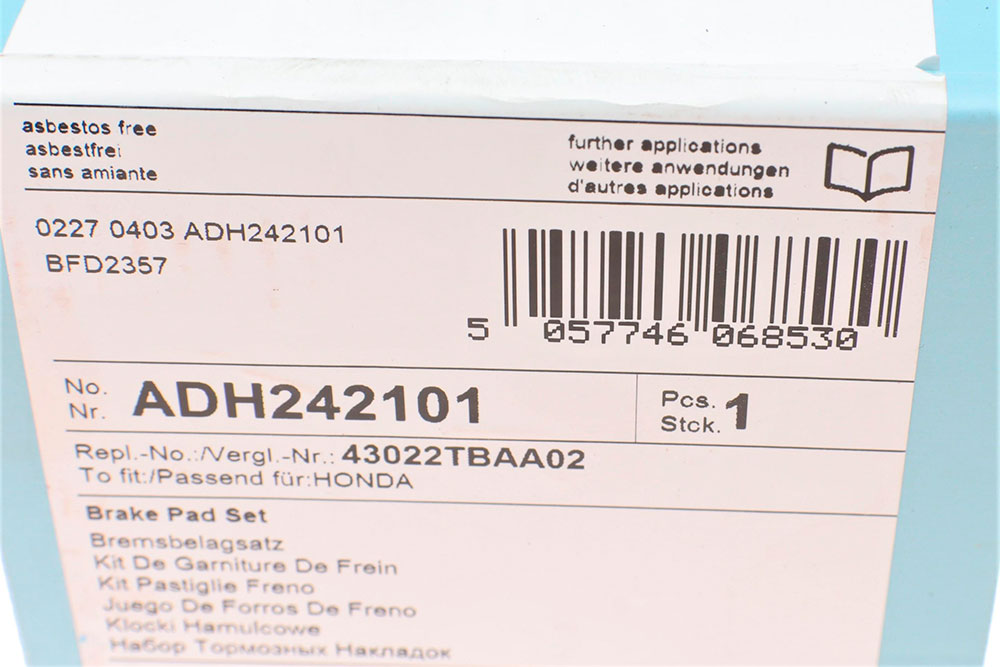 asbestos free
asbestfrei
sans amiante
further applications
weitere anwendungen
d'autres applications
0227 0403 ADH242101
BFD2357
5 057746 068530
No.
Nr. ADH242101
Pcs.
Stck. 1
Repl.-No.:/Vergl.-Nr.: 43022TBAA02
To fit:/Passend für:HONDA
Brake Pad Set
Bremsbelagsatz
Kit De Garniture De Frein
Kit Pastiglie Freno
Juego De Forros De Freno
Klocki Hamulcowe
Набор Тормозных Накладок